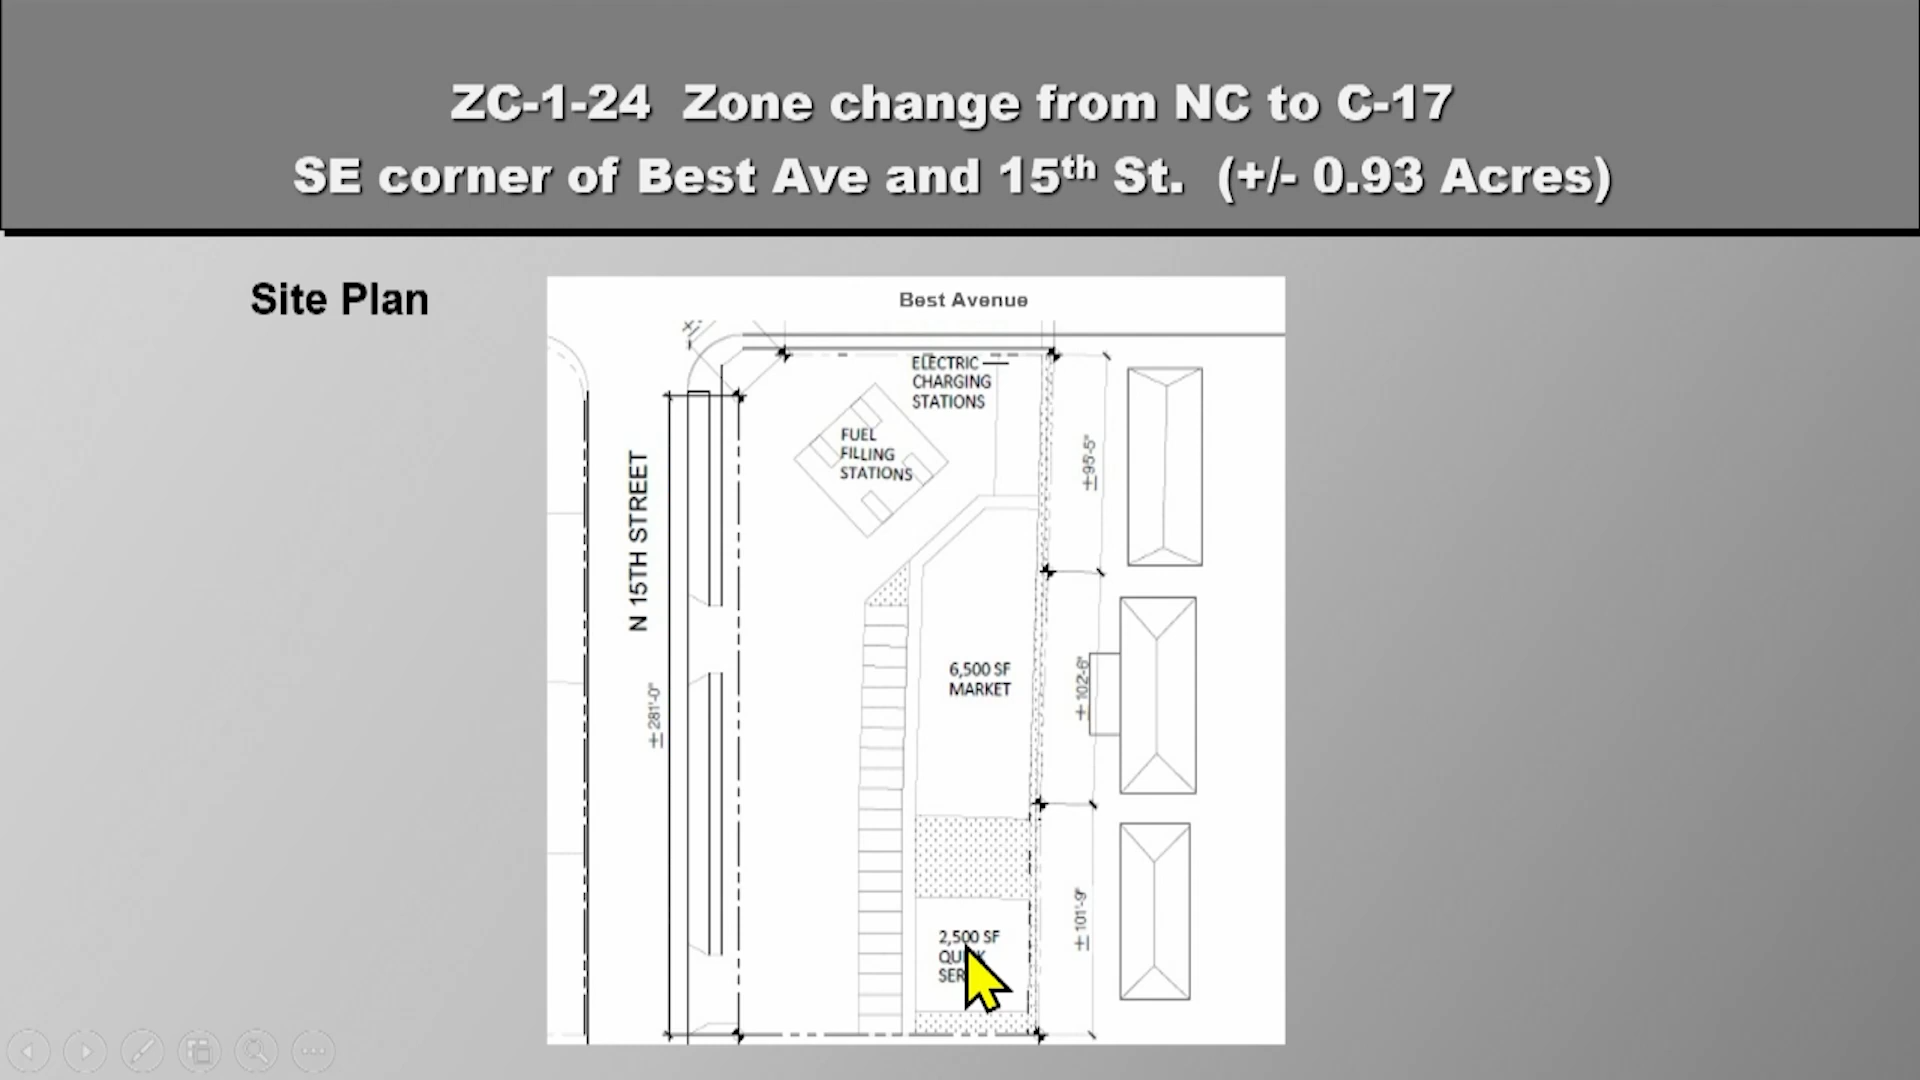 ZC-1-24 Zone change from NC to C-17
SE corner of Best Ave and 15th St. (+/- 0.93 Acres)
Site Plan
Best Avenue
ELECTRIC
CHARGING
STATIONS
FUEL
FILLING
STATIONS
±95'-5"
N 15TH STREET
6,500 SF
MARKET
±102'-6"
±281'-0"
2,500 SF
±101'-9"